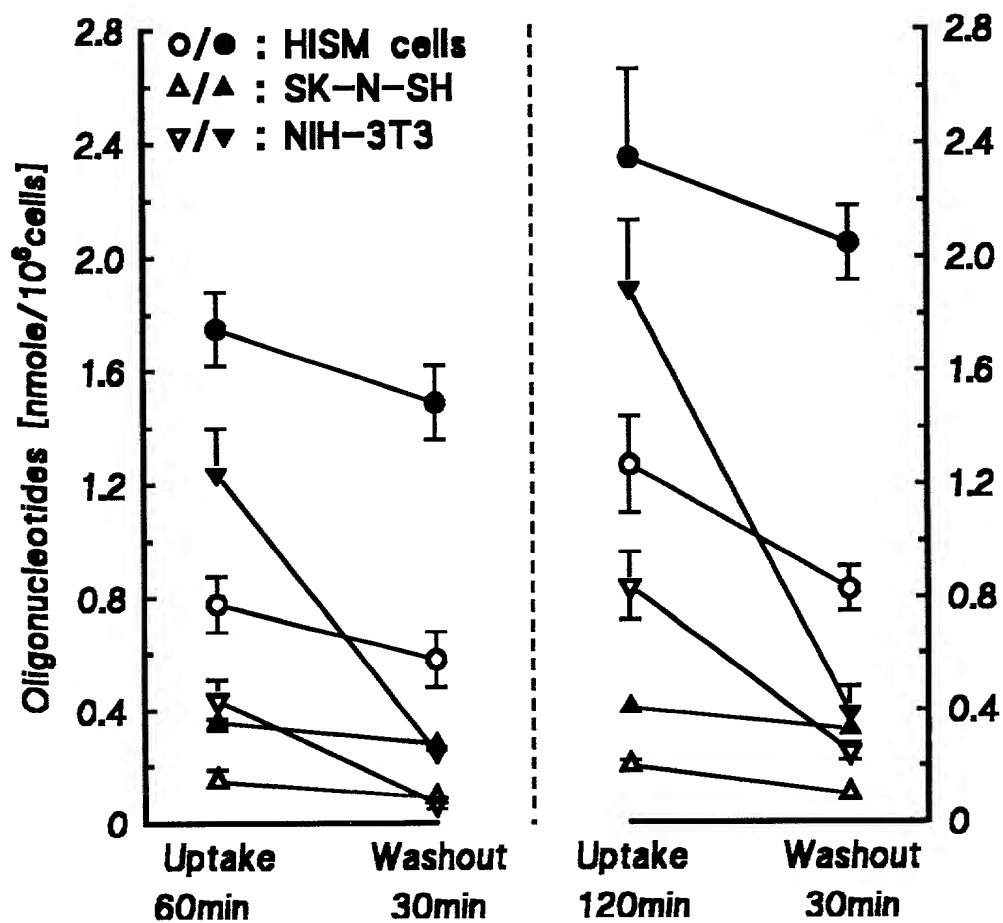 ○/● : HISM cells
△/▲ : SK-N-SH
▽/▼ : NIH-3T3
Oligonucleotides [nmole/10⁶cells]
2.8
2.4
2.0
1.6
1.2
0.8
0.4
0
2.8
2.4
2.0
1.6
1.2
0.8
0.4
0
Uptake Washout Uptake Washout
60min 30min 120min 30min